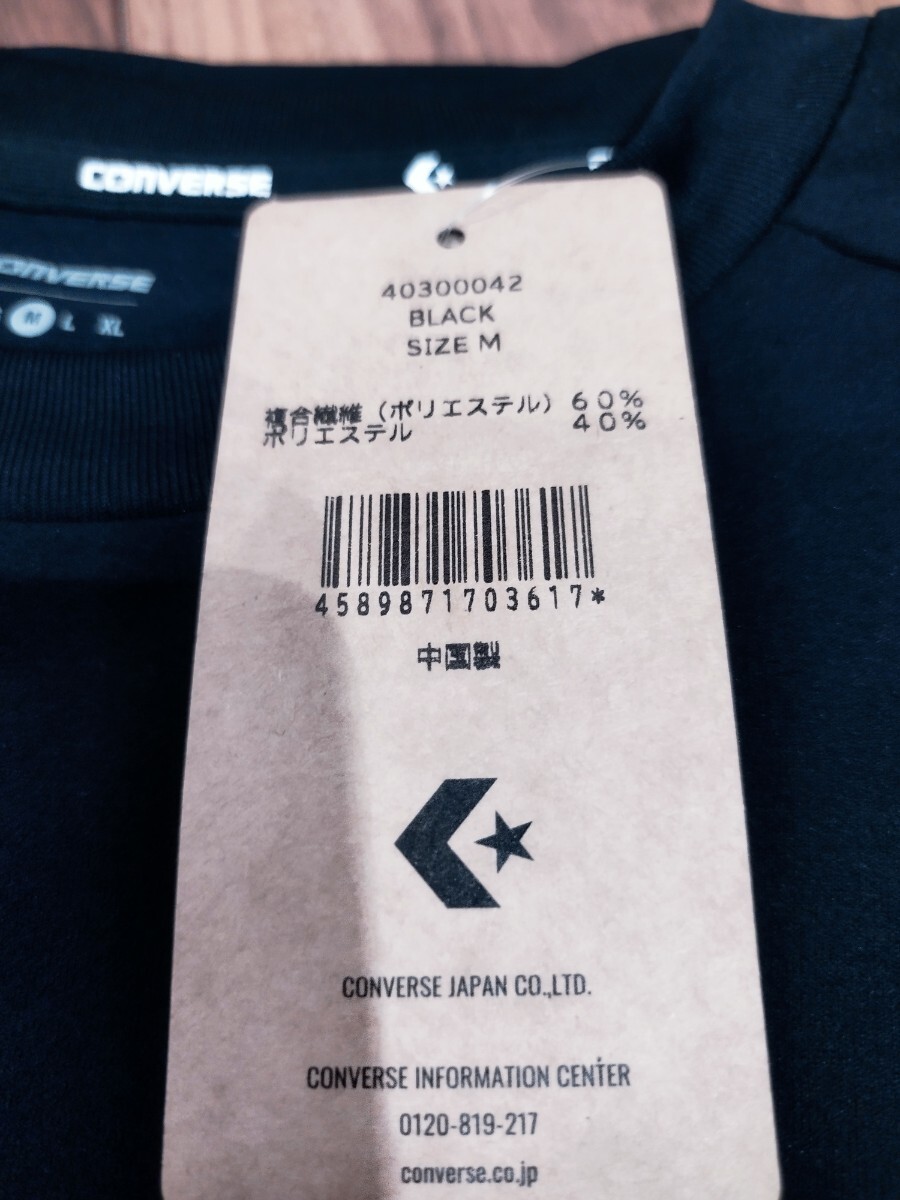 CONVERSE
CONVERSE
M L XL
40300042
BLACK
SIZE M
複合繊維（ポリエステル） 60%
ポリエステル 40%
4589871703617*
中国製
CONVERSE JAPAN CO.,LTD.
CONVERSE INFORMATION CENTER
0120-819-217
converse.co.jp